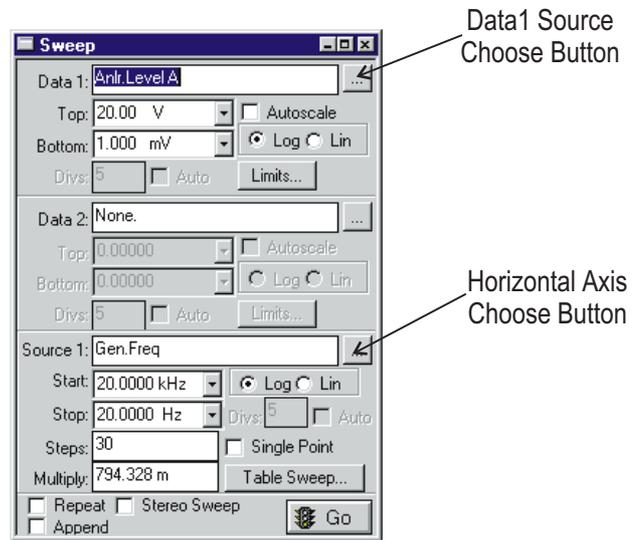 Data1 Source
Choose Button
Sweep
Data 1: Anlr.Level A ...
Top: 20.00 V Autoscale
Bottom: 1.000 mV Log Lin
Divs: 5 Auto Limits...
Data 2: None. ...
Top: 0.00000 Autoscale
Bottom: 0.00000 Log Lin
Divs: 5 Auto Limits...
Horizontal Axis
Choose Button
Source 1: Gen.Freq
Start: 20.0000 kHz Log Lin
Stop: 20.0000 Hz Divs: 5 Auto
Steps: 30 Single Point
Multiply: 794.328 m Table Sweep...
Repeat Stereo Sweep
Append Go